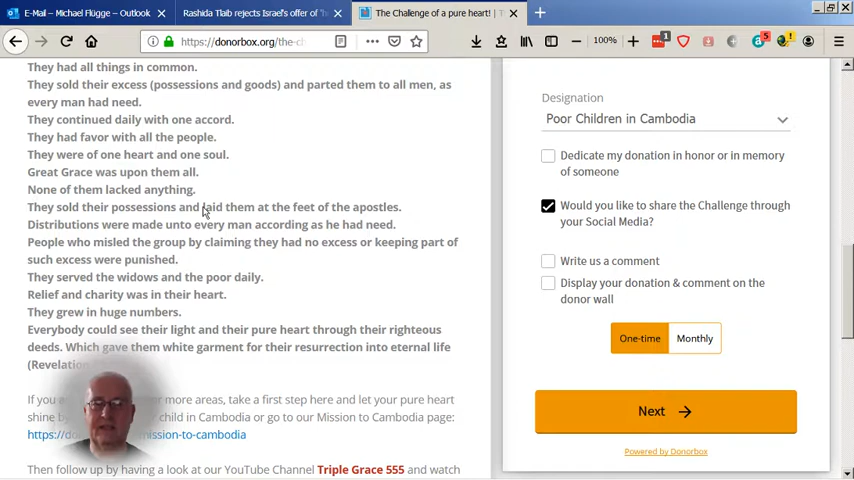 E-Mail – Michael Flügge – Outlook
Rashida Tlaib rejects Israel's offer of "h
The Challenge of a pure heart! | T
https://donorbox.org/the-c
100%
1
5
They had all things in common.
They sold their excess (possessions and goods) and parted them to all men, as
every man had need.
They continued daily with one accord.
They had favor with all the people.
They were of one heart and one soul.
Great Grace was upon them all.
None of them lacked anything.
They sold their possessions and laid them at the feet of the apostles.
Distributions were made unto every man according as he had need.
People who misled the group by claiming they had no excess or keeping part of
such excess were punished.
They served the widows and the poor daily.
Relief and charity was in their heart.
They grew in huge numbers.
Everybody could see their light and their pure heart through their righteous
deeds. Which gave them white garment for their resurrection into eternal life
(Revelation
If you more areas, take a first step here and let your pure heart
shine by child in Cambodia or go to our Mission to Cambodia page:
https://do mission-to-cambodia
Then follow up by having a look at our YouTube Channel Triple Grace 555 and watch
Designation
Poor Children in Cambodia
Dedicate my donation in honor or in memory
of someone
Would you like to share the Challenge through
your Social Media?
Write us a comment
Display your donation & comment on the
donor wall
One-time
Monthly
Next
Powered by Donorbox